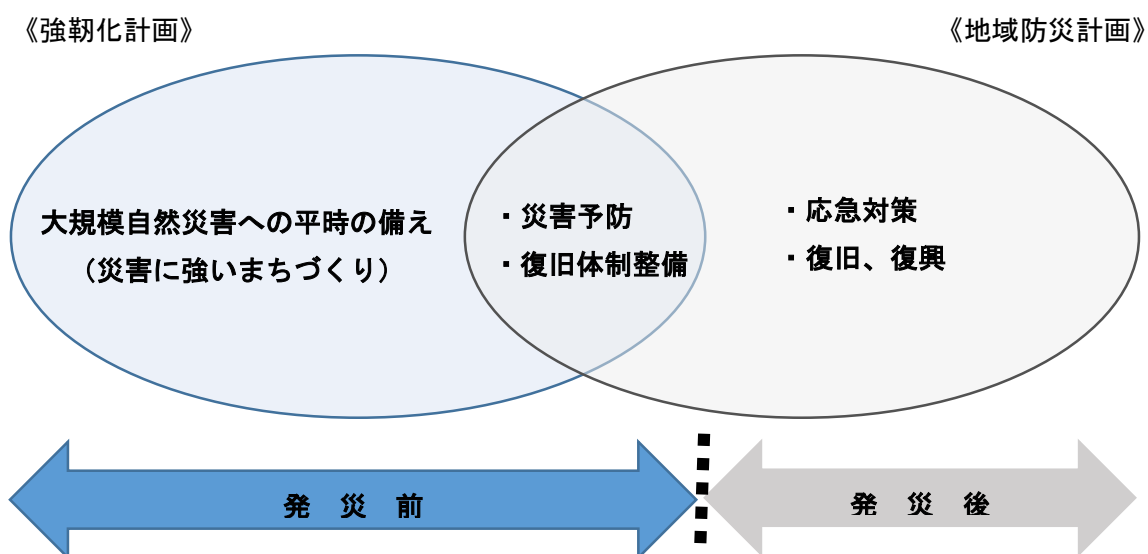 《強靭化計画》
《地域防災計画》
大規模自然災害への平時の備え
（災害に強いまちづくり）
・災害予防
・復旧体制整備
・応急対策
・復旧、復興
発 災 前
発 災 後